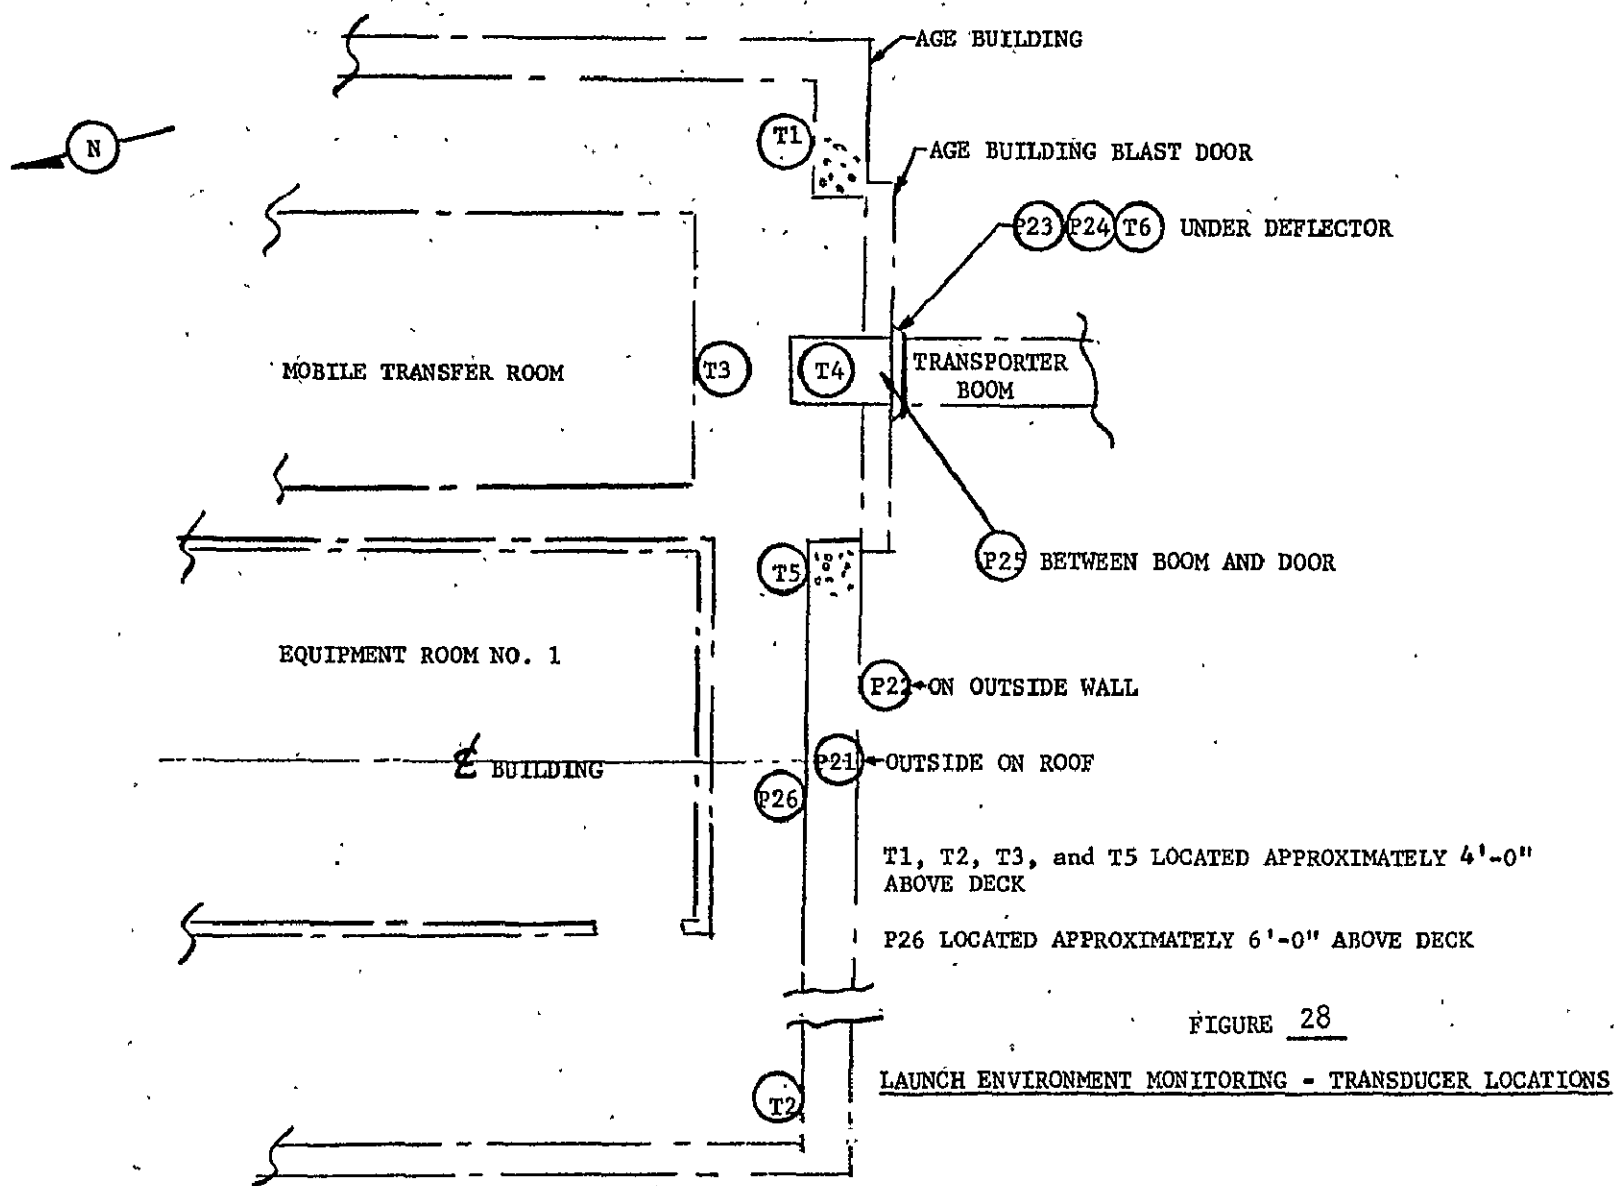 AGE BUILDING
N
T1
AGE BUILDING BLAST DOOR
P23 P24 T6 UNDER DEFLECTOR
MOBILE TRANSFER ROOM
T3
T4
TRANSPORTER
BOOM
P25 BETWEEN BOOM AND DOOR
T5
EQUIPMENT ROOM NO. 1
P22 ON OUTSIDE WALL
℄ BUILDING
P21 OUTSIDE ON ROOF
P26
T1, T2, T3, and T5 LOCATED APPROXIMATELY 4'-0"
ABOVE DECK
P26 LOCATED APPROXIMATELY 6'-0" ABOVE DECK
FIGURE 28
LAUNCH ENVIRONMENT MONITORING - TRANSDUCER LOCATIONS
T2